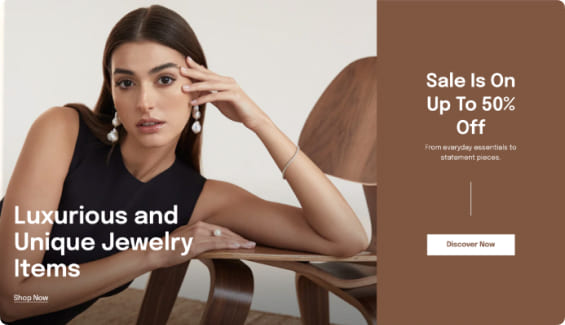 Luxurious and
Unique Jewelry
Items
Shop Now
Sale Is On
Up To 50%
Off
From everyday essentials to
statement pieces.
Discover Now